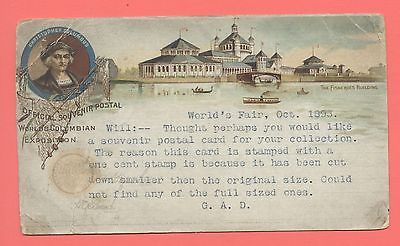 CHRISTOPHER COLUMBUS
OFFICIAL SOUVENIR POSTAL
WORLD'S COLUMBIAN
EXPOSITION.
THE FISHERIES BUILDING
World's Fair, Oct. 1893.
Will:-- Thought perhaps you would like
a souvenir postal card for your collection.
The reason this card is stamped with a
one cent stamp is because it has been cut
down smaller then the original size. Could
not find any of the full sized ones.
G. A. D.